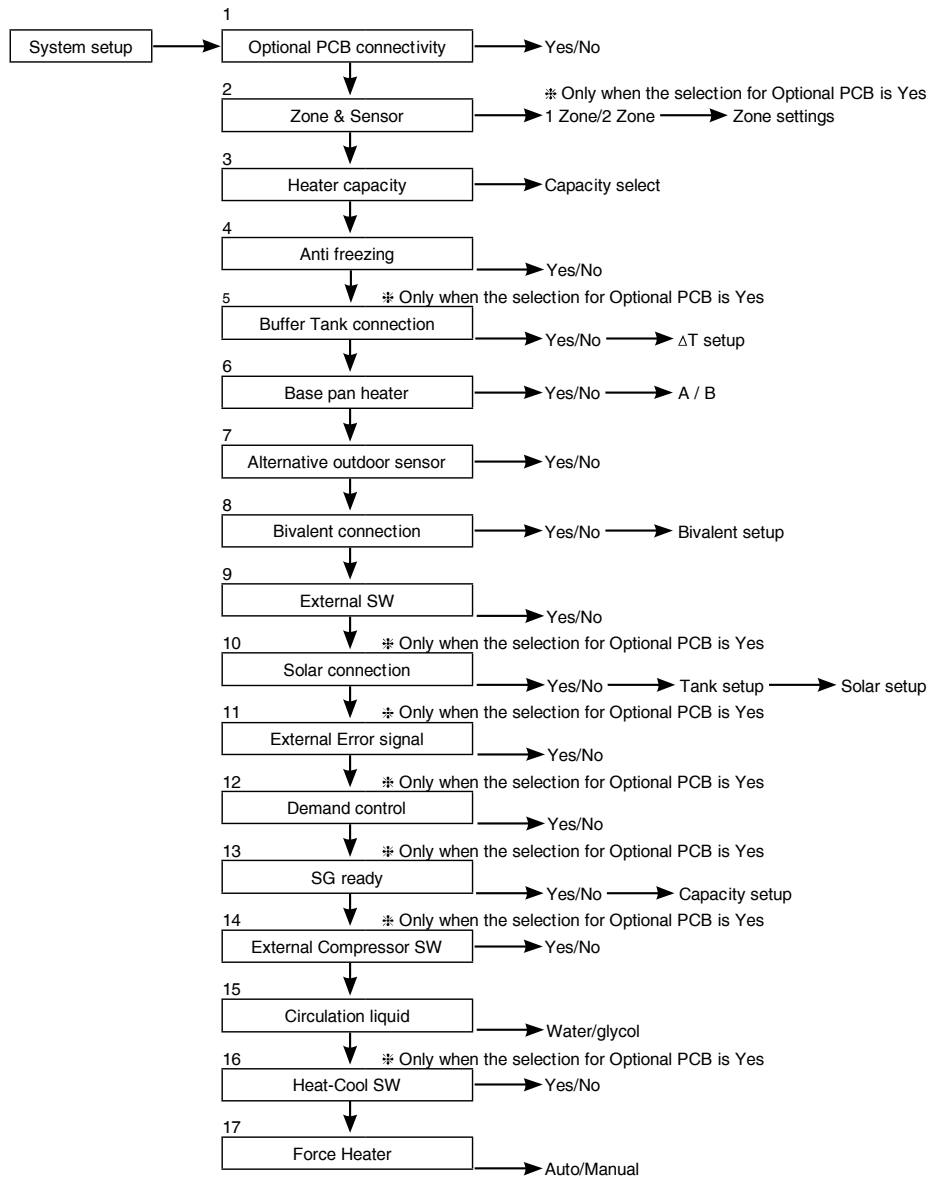 1
System setup
Optional PCB connectivity
Yes/No
2
※ Only when the selection for Optional PCB is Yes
Zone & Sensor
1 Zone/2 Zone
Zone settings
3
Heater capacity
Capacity select
4
Anti freezing
Yes/No
5
※ Only when the selection for Optional PCB is Yes
Buffer Tank connection
Yes/No
ΔT setup
6
Base pan heater
Yes/No
A / B
7
Alternative outdoor sensor
Yes/No
8
Bivalent connection
Yes/No
Bivalent setup
9
External SW
Yes/No
10
※ Only when the selection for Optional PCB is Yes
Solar connection
Yes/No
Tank setup
Solar setup
11
※ Only when the selection for Optional PCB is Yes
External Error signal
Yes/No
12
※ Only when the selection for Optional PCB is Yes
Demand control
Yes/No
13
※ Only when the selection for Optional PCB is Yes
SG ready
Yes/No
Capacity setup
14
※ Only when the selection for Optional PCB is Yes
External Compressor SW
Yes/No
15
Circulation liquid
Water/glycol
16
※ Only when the selection for Optional PCB is Yes
Heat-Cool SW
Yes/No
17
Force Heater
Auto/Manual